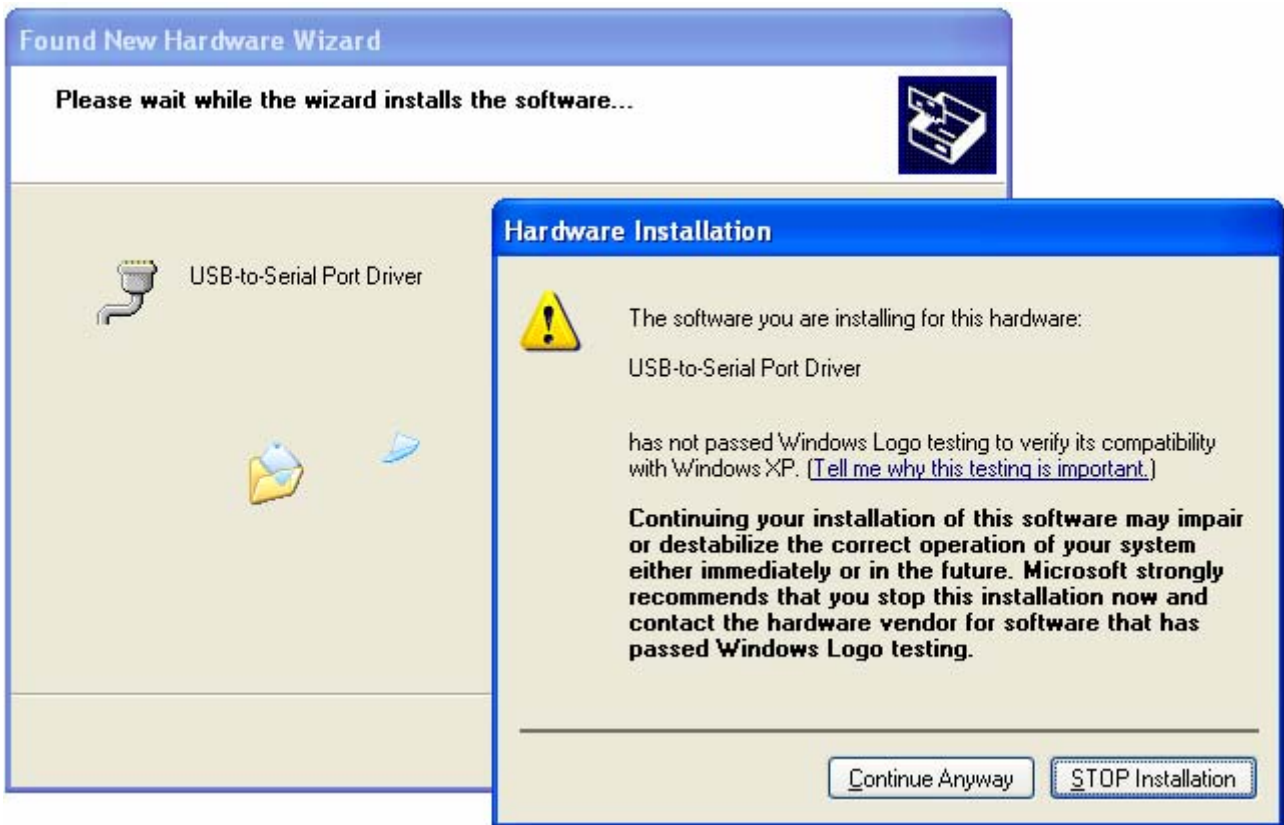 Found New Hardware Wizard
Please wait while the wizard installs the software...
USB-to-Serial Port Driver
Hardware Installation
The software you are installing for this hardware:
USB-to-Serial Port Driver
has not passed Windows Logo testing to verify its compatibility
with Windows XP. (Tell me why this testing is important.)
Continuing your installation of this software may impair
or destabilize the correct operation of your system
either immediately or in the future. Microsoft strongly
recommends that you stop this installation now and
contact the hardware vendor for software that has
passed Windows Logo testing.
Continue Anyway
STOP Installation